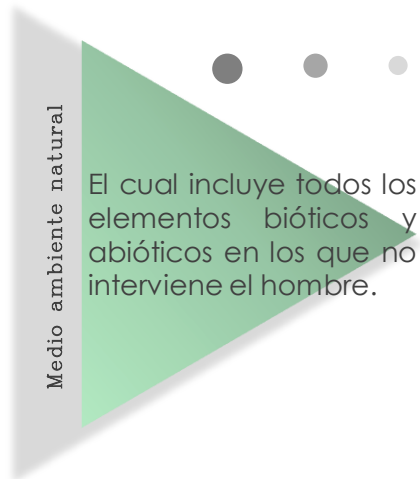 Medio ambiente natural
El cual incluye todos los
elementos bióticos y
abióticos en los que no
interviene el hombre.